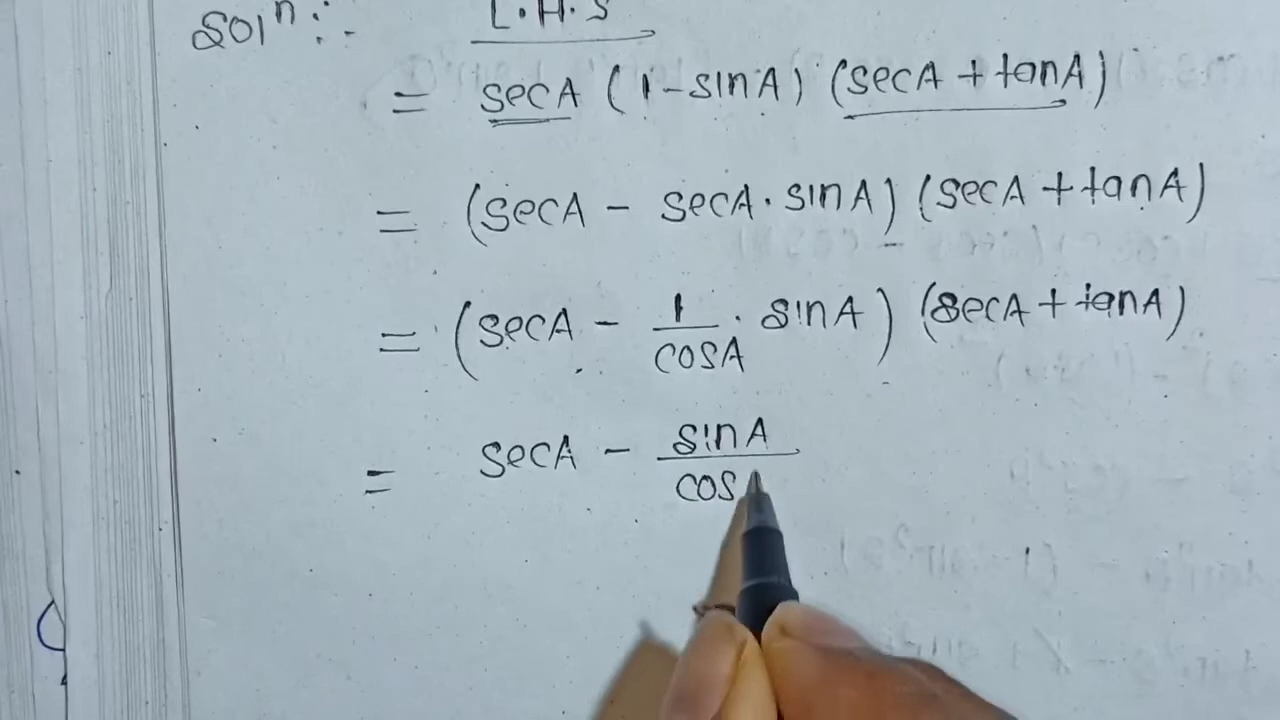 Solⁿ :- L.H.S
= secA (1-sinA) (secA + tanA)
= (secA - secA · sinA) (secA + tanA)
= (secA - 1/cosA · sinA) (secA + tanA)
= secA - sinA/cos